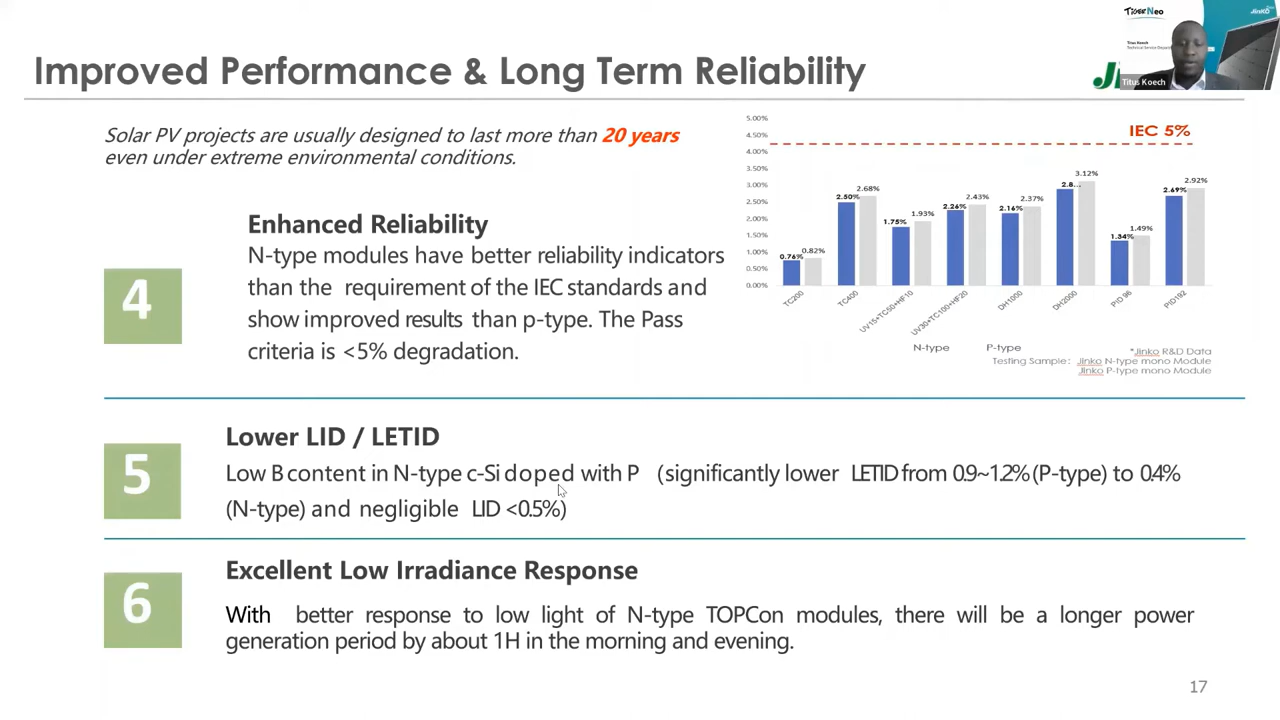 TIGER Neo
JinKO
Titus Koech
Titus Koech
Improved Performance & Long Term Reliability
Solar PV projects are usually designed to last more than 20 years
even under extreme environmental conditions.
5.00%
4.50%
4.00%
3.50%
3.00%
2.50%
2.00%
1.50%
1.00%
0.50%
0.00%
IEC 5%
0.76% 0.82%
2.50% 2.68%
1.75% 1.93%
2.26% 2.43%
2.16% 2.37%
2.8... 3.12%
1.34% 1.49%
2.69% 2.92%
TC200
TC400
UV15+TC50+HF10
UV30+TC100+HF20
DH1000
DH2000
PID 96
PID192
N-type P-type
*Jinko R&D Data
Testing Sample: Jinko N-type mono Module
Jinko P-type mono Module
4
Enhanced Reliability
N-type modules have better reliability indicators
than the requirement of the IEC standards and
show improved results than p-type. The Pass
criteria is <5% degradation.
5
Lower LID / LETID
Low B content in N-type c-Si doped with P (significantly lower LETID from 0.9~1.2% (P-type) to 0.4%
(N-type) and negligible LID <0.5%)
6
Excellent Low Irradiance Response
With better response to low light of N-type TOPCon modules, there will be a longer power
generation period by about 1H in the morning and evening.
17